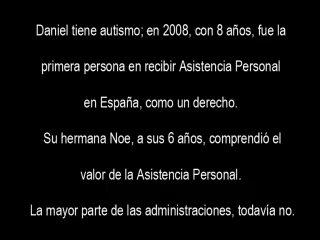 Daniel tiene autismo; en 2008, con 8 años, fue la
primera persona en recibir Asistencia Personal
en España, como un derecho.
Su hermana Noe, a sus 6 años, comprendió el
valor de la Asistencia Personal.
La mayor parte de las administraciones, todavía no.